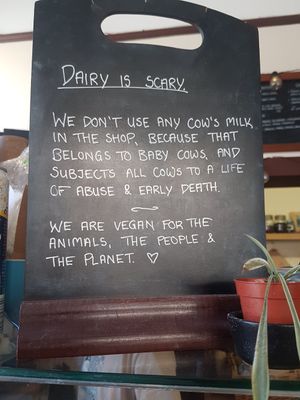 DAIRY IS SCARY.
WE DON'T USE ANY COW'S MILK
IN THE SHOP, BECAUSE THAT
BELONGS TO BABY COWS, AND
SUBJECTS ALL COWS TO A LIFE
OF ABUSE & EARLY DEATH.
WE ARE VEGAN FOR THE
ANIMALS, THE PEOPLE &
THE PLANET. ♡